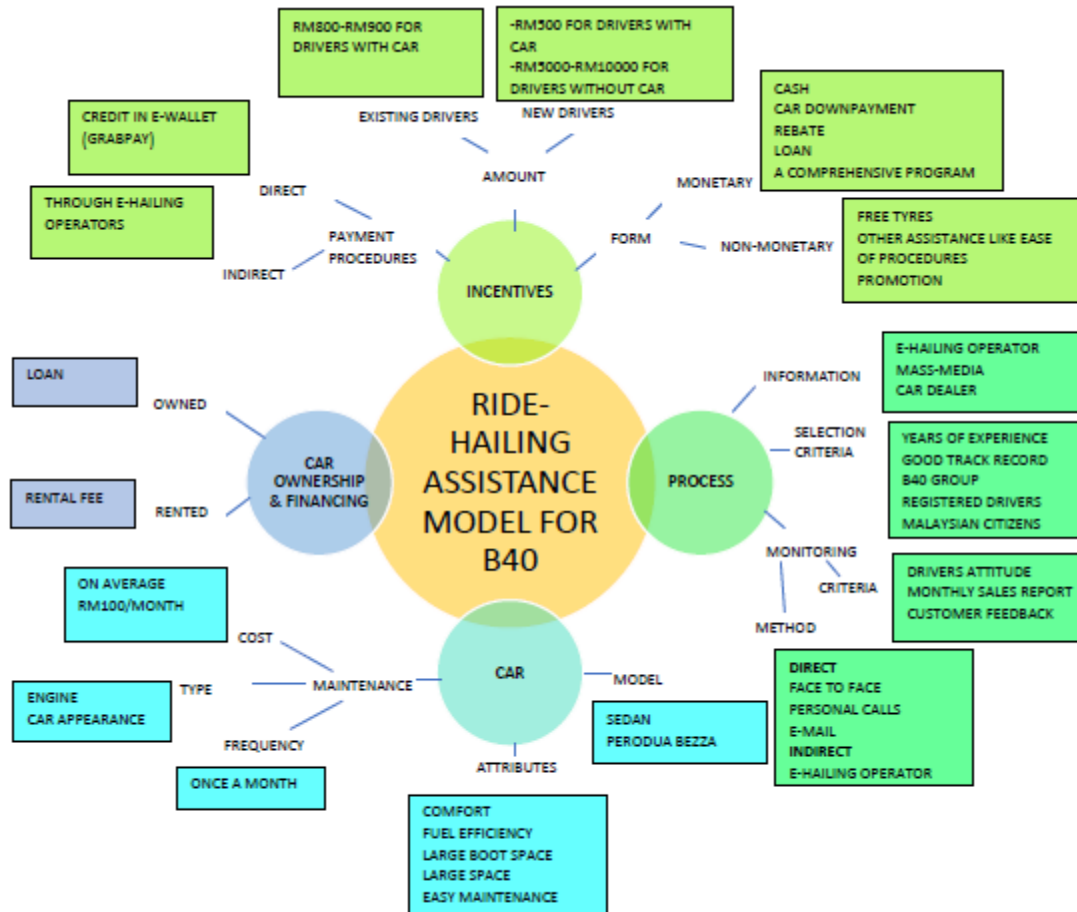 RM800-RM900 FOR
DRIVERS WITH CAR
-RM500 FOR DRIVERS WITH
CAR
-RM5000-RM10000 FOR
DRIVERS WITHOUT CAR
EXISTING DRIVERS
NEW DRIVERS
AMOUNT
CREDIT IN E-WALLET
(GRABPAY)
DIRECT
THROUGH E-HAILING
OPERATORS
INDIRECT
PAYMENT
PROCEDURES
CASH
CAR DOWNPAYMENT
REBATE
LOAN
A COMPREHENSIVE PROGRAM
MONETARY
FORM
NON-MONETARY
FREE TYRES
OTHER ASSISTANCE LIKE EASE
OF PROCEDURES
PROMOTION
INCENTIVES
RIDE-
HAILING
ASSISTANCE
MODEL FOR
B40
LOAN
OWNED
RENTAL FEE
RENTED
CAR
OWNERSHIP
& FINANCING
PROCESS
INFORMATION
E-HAILING OPERATOR
MASS-MEDIA
CAR DEALER
SELECTION
CRITERIA
YEARS OF EXPERIENCE
GOOD TRACK RECORD
B40 GROUP
REGISTERED DRIVERS
MALAYSIAN CITIZENS
MONITORING
CRITERIA
DRIVERS ATTITUDE
MONTHLY SALES REPORT
CUSTOMER FEEDBACK
METHOD
DIRECT
FACE TO FACE
PERSONAL CALLS
E-MAIL
INDIRECT
E-HAILING OPERATOR
CAR
MODEL
SEDAN
PERODUA BEZZA
ATTRIBUTES
COMFORT
FUEL EFFICIENCY
LARGE BOOT SPACE
LARGE SPACE
EASY MAINTENANCE
MAINTENANCE
ON AVERAGE
RM100/MONTH
COST
ENGINE
CAR APPEARANCE
TYPE
FREQUENCY
ONCE A MONTH